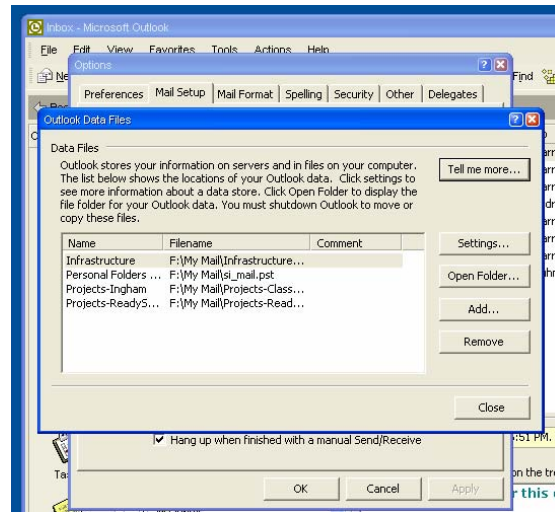 Inbox - Microsoft Outlook
File Edit View Favorites Tools Actions Help
Options
Find
Preferences Mail Setup Mail Format Spelling Security Other Delegates
Outlook Data Files
Data Files
Outlook stores your information on servers and in files on your computer.
The list below shows the locations of your Outlook data. Click settings to
see more information about a data store. Click Open Folder to display the
file folder for your Outlook data. You must shutdown Outlook to move or
copy these files.
Tell me more...
Name Filename Comment
Infrastructure F:\My Mail\Infrastructure...
Personal Folders ... F:\My Mail\si_mail.pst
Projects-Ingham F:\My Mail\Projects-Class...
Projects-ReadyS... F:\My Mail\Projects-Read...
Settings...
Open Folder...
Add...
Remove
Close
Hang up when finished with a manual Send/Receive
:51 PM.
OK Cancel Apply
on the tre
r this